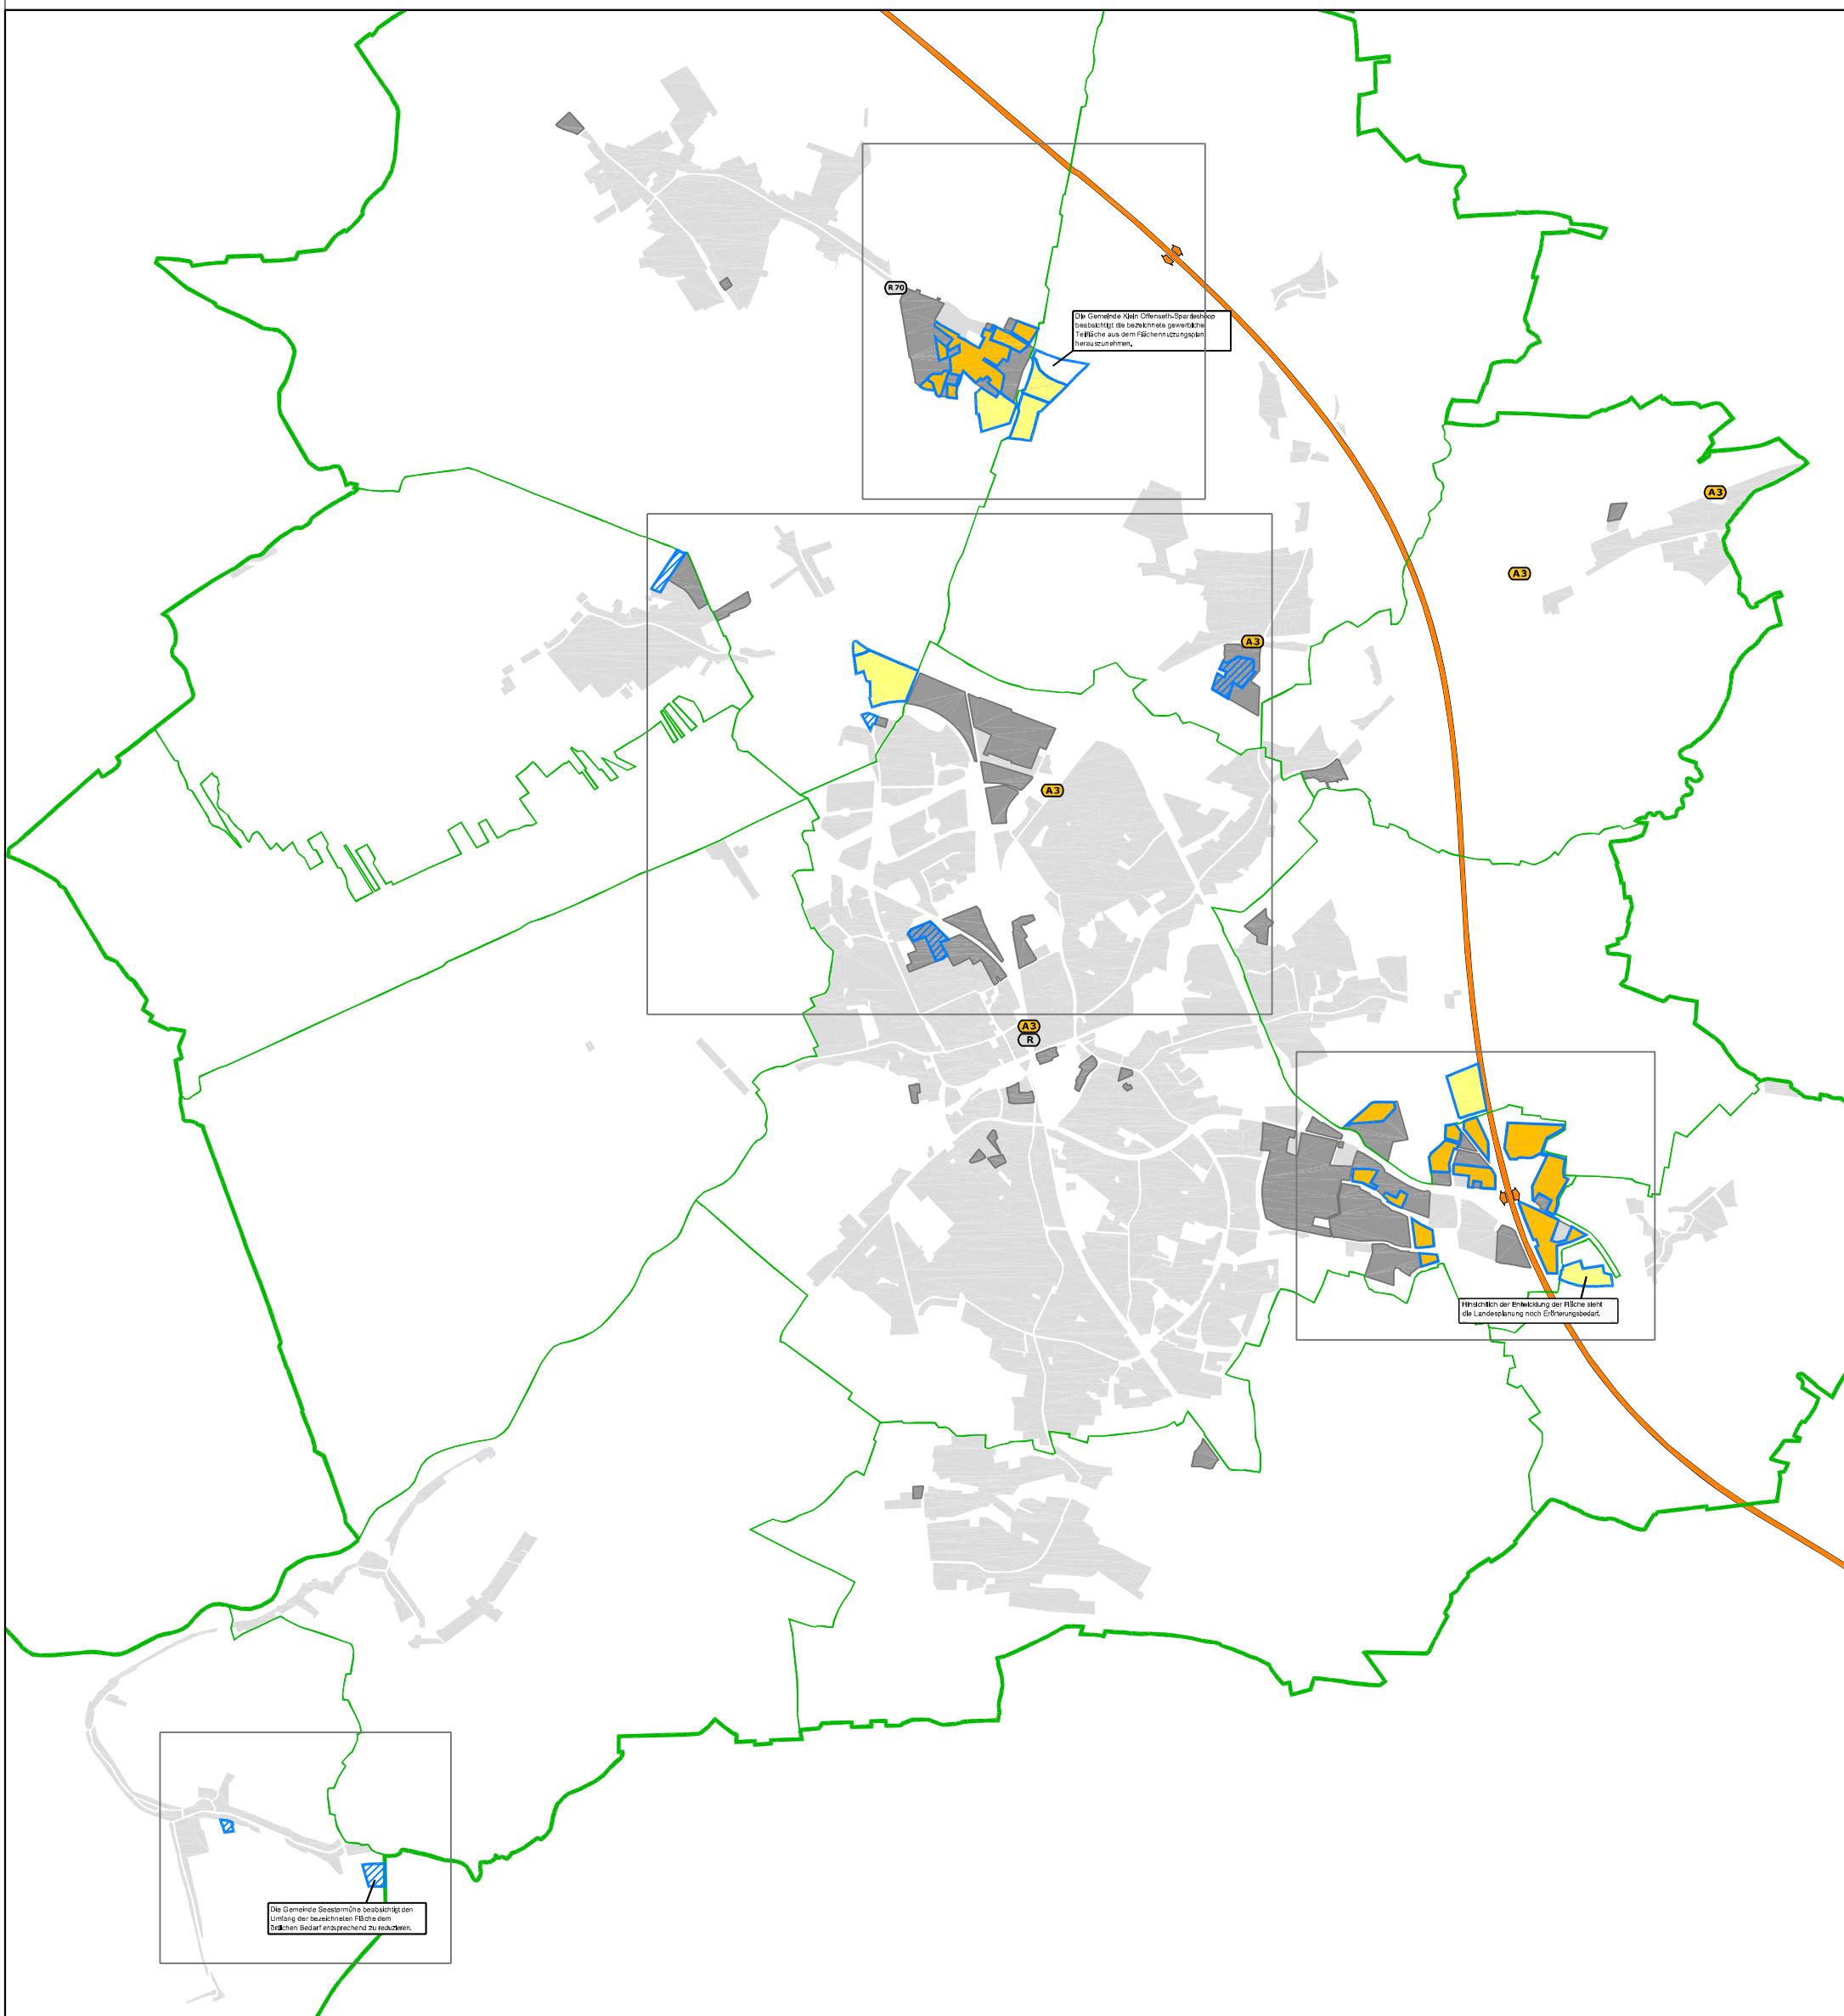 R70
Die Gemeinde Klein Offenseth-Sparrieshoop
beabsichtigt die bezeichnete gewerbliche
Teilfläche aus dem Flächennutzungsplan
herauszunehmen.
A3
A3
A3
A3
A3
R
Hinsichtlich der Entwicklung der Fläche sieht
die Landesplanung noch Erörterungsbedarf.
Die Gemeinde Seestermühe beabsichtigt den
Umfang der bezeichneten Fläche dem
örtlichen Bedarf entsprechend zu reduzieren.